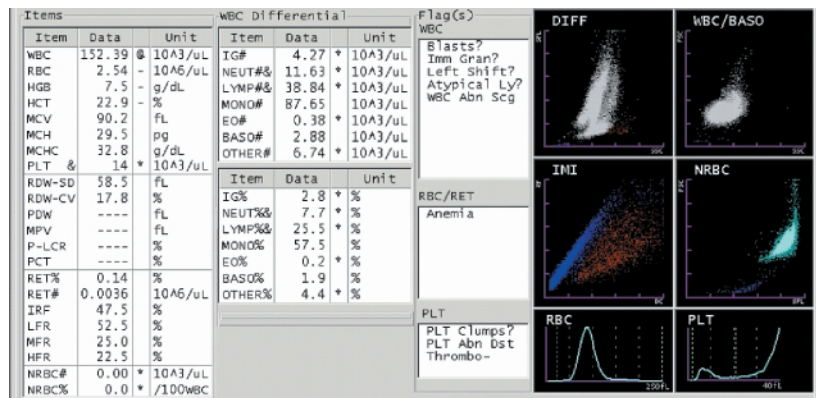 Items
Item Data Unit
WBC 152.39 @ 10^3/uL
RBC 2.54 - 10^6/uL
HGB 7.5 - g/dL
HCT 22.9 - %
MCV 90.2 fL
MCH 29.5 pg
MCHC 32.8 g/dL
PLT & 14 * 10^3/uL
RDW-SD 58.5 fL
RDW-CV 17.8 %
PDW ---- fL
MPV ---- fL
P-LCR ---- %
PCT ---- %
RET% 0.14 %
RET# 0.0036 10^6/uL
IRF 47.5 %
LFR 52.5 %
MFR 25.0 %
HFR 22.5 %
NRBC# 0.00 * 10^3/uL
NRBC% 0.0 * /100WBC
WBC Differential
Item Data Unit
IG# 4.27 * 10^3/uL
NEUT#& 11.63 * 10^3/uL
LYMP#& 38.84 * 10^3/uL
MONO# 87.65 10^3/uL
EO# 0.38 * 10^3/uL
BASO# 2.88 10^3/uL
OTHER# 6.74 * 10^3/uL
Item Data Unit
IG% 2.8 * %
NEUT%& 7.7 * %
LYMP%& 25.5 * %
MONO% 57.5 %
EO% 0.2 * %
BASO% 1.9 %
OTHER% 4.4 * %
Flag(s)
WBC
Blasts?
Imm Gran?
Left Shift?
Atypical Ly?
WBC Abn Scg
RBC/RET
Anemia
PLT
PLT Clumps?
PLT Abn Dst
Thrombo-
DIFF
SFL
SSC
WBC/BASO
FSC
SSC
IMI
RF
DC
NRBC
FSC
SFL
RBC
250fL
PLT
40fL